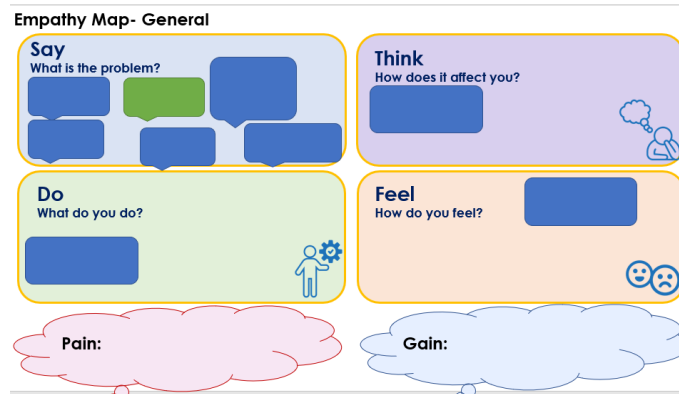 Empathy Map- General
Say
What is the problem?
Think
How does it affect you?
Do
What do you do?
Feel
How do you feel?
Pain:
Gain: